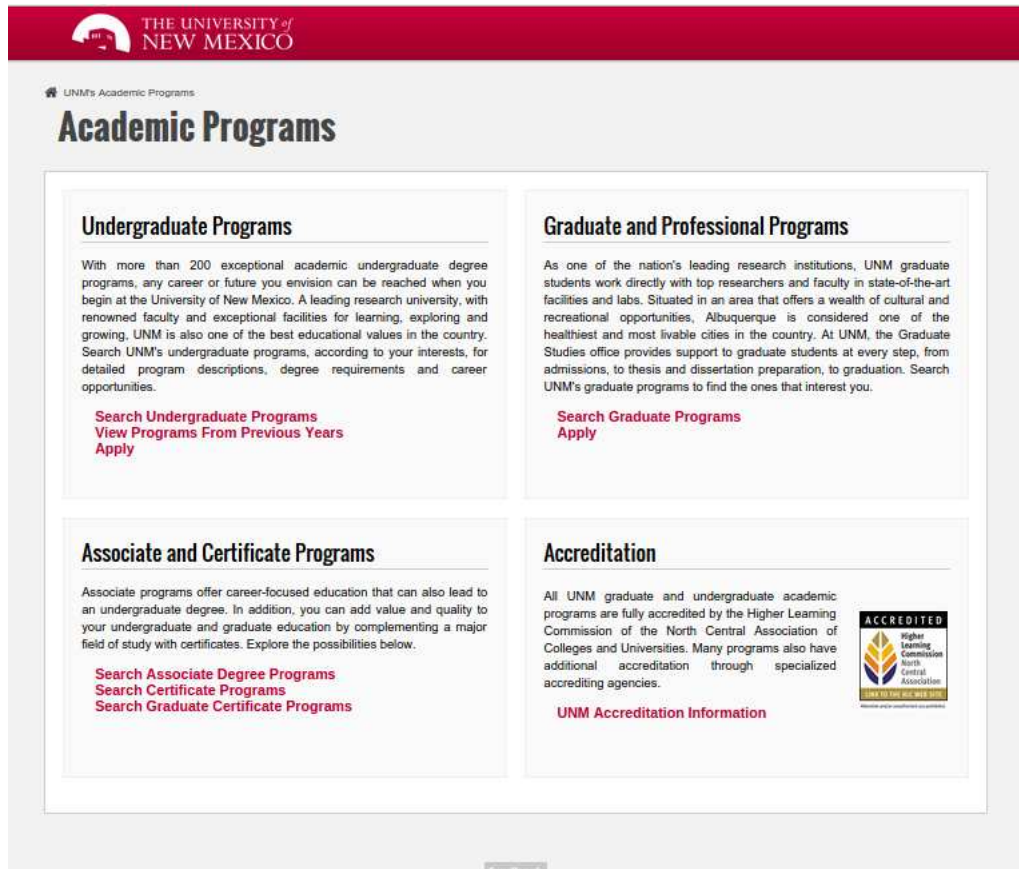 THE UNIVERSITY of
NEW MEXICO
UNM's Academic Programs
Academic Programs
Undergraduate Programs
With more than 200 exceptional academic undergraduate degree
programs, any career or future you envision can be reached when you
begin at the University of New Mexico. A leading research university, with
renowned faculty and exceptional facilities for learning, exploring and
growing, UNM is also one of the best educational values in the country.
Search UNM's undergraduate programs, according to your interests, for
detailed program descriptions, degree requirements and career
opportunities.
Search Undergraduate Programs
View Programs From Previous Years
Apply
Graduate and Professional Programs
As one of the nation's leading research institutions, UNM graduate
students work directly with top researchers and faculty in state-of-the-art
facilities and labs. Situated in an area that offers a wealth of cultural and
recreational opportunities, Albuquerque is considered one of the
healthiest and most livable cities in the country. At UNM, the Graduate
Studies office provides support to graduate students at every step, from
admissions, to thesis and dissertation preparation, to graduation. Search
UNM's graduate programs to find the ones that interest you.
Search Graduate Programs
Apply
Associate and Certificate Programs
Associate programs offer career-focused education that can also lead to
an undergraduate degree. In addition, you can add value and quality to
your undergraduate and graduate education by complementing a major
field of study with certificates. Explore the possibilities below.
Search Associate Degree Programs
Search Certificate Programs
Search Graduate Certificate Programs
Accreditation
All UNM graduate and undergraduate academic
programs are fully accredited by the Higher Learning
Commission of the North Central Association of
Colleges and Universities. Many programs also have
additional accreditation through specialized
accrediting agencies.
UNM Accreditation Information
ACCREDITED
Higher
Learning
Commission
North
Central
Association
LINK TO THE HLC WEB SITE